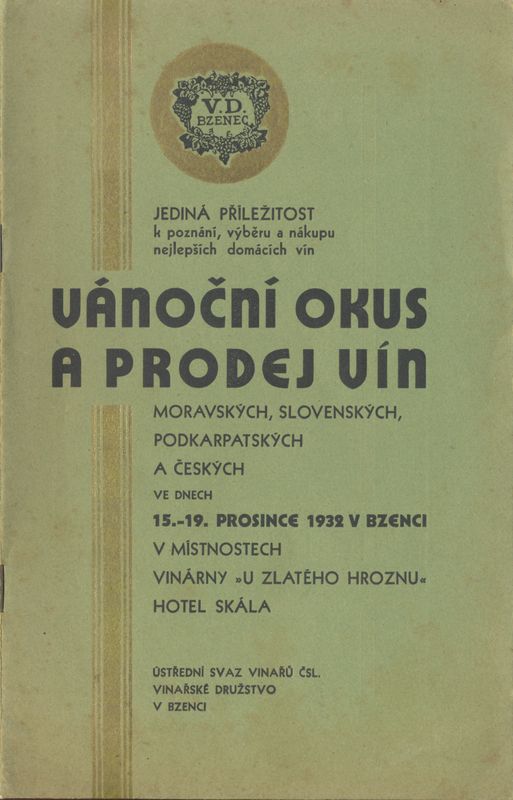 V.D.
BZENEC
JEDINÁ PŘÍLEŽITOST
k poznání, výběru a nákupu
nejlepších domácích vín
VÁNOČNÍ OKUS
A PRODEJ VÍN
MORAVSKÝCH, SLOVENSKÝCH,
PODKARPATSKÝCH
A ČESKÝCH
VE DNECH
15.-19. PROSINCE 1932 V BZENCI
V MÍSTNOSTECH
VINÁRNY »U ZLATÉHO HROZNU«
HOTEL SKÁLA
ÚSTŘEDNÍ SVAZ VINAŘŮ ČSL.
VINAŘSKÉ DRUŽSTVO
V BZENCI